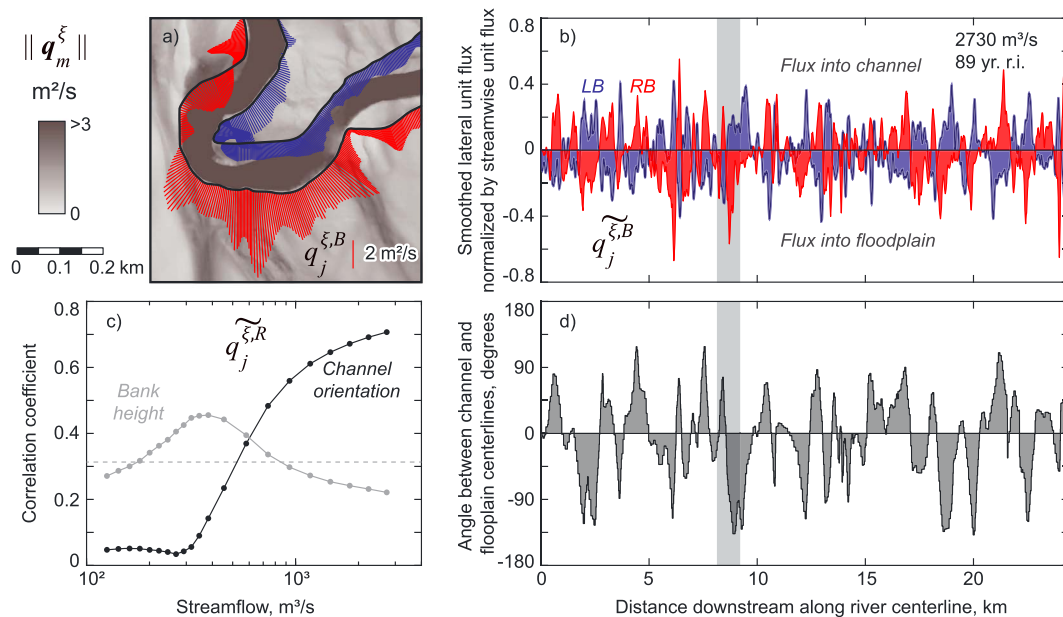 || q_m^ξ ||
m²/s
>3
0
0 0.1 0.2 km
a)
q_j^{ξ,B} | 2 m²/s
b)
2730 m³/s
89 yr. r.i.
Flux into channel
LB
RB
Flux into floodplain
\widetilde{q_j^{ξ,B}}
Smoothed lateral unit flux
normalized by streamwise unit flux
0.8
0.4
0
-0.4
-0.8
c)
\widetilde{q_j^{ξ,R}}
Bank
height
Channel
orientation
Correlation coefficient
0.8
0.6
0.4
0.2
0
10²
10³
Streamflow, m³/s
d)
Angle between channel and
flooplain centerlines, degrees
180
90
0
-90
-180
0 5 10 15 20
Distance downstream along river centerline, km